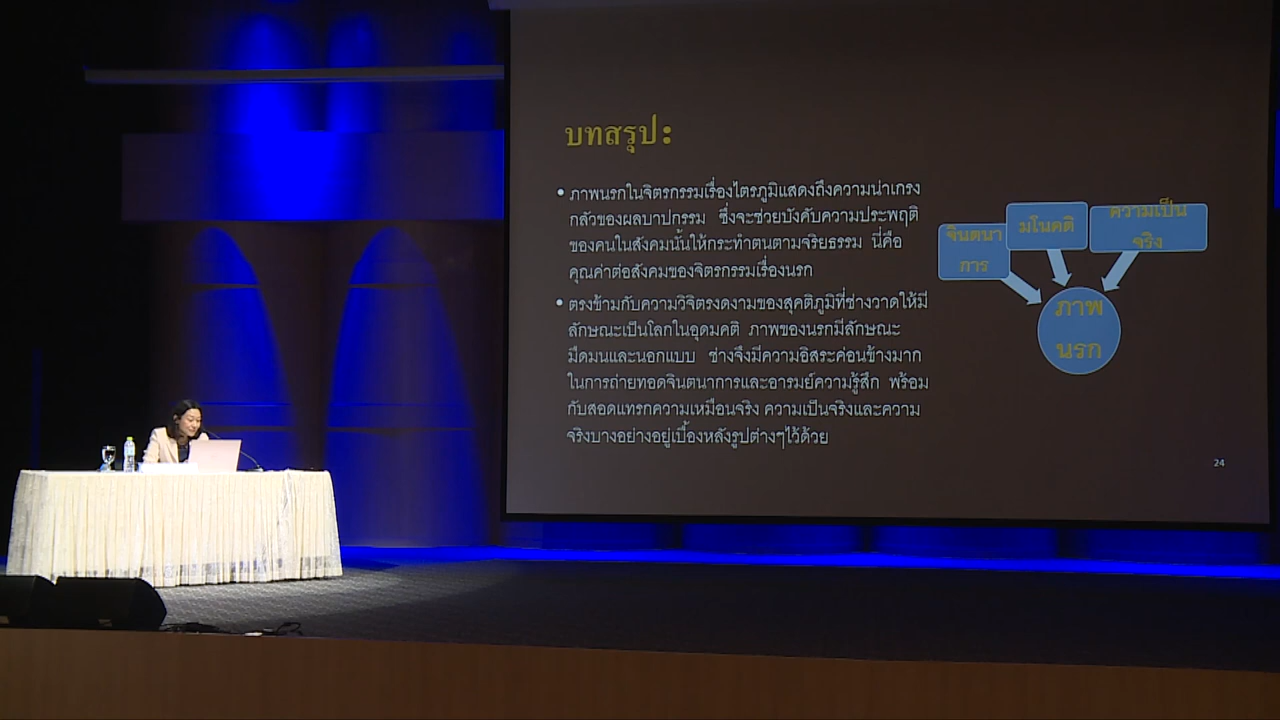 บทสรุป:
• ภาพนรกในจิตรกรรมเรื่องไตรภูมิแสดงถึงความน่าเกรง
กลัวของผลบาปกรรม ซึ่งจะช่วยบังคับความประพฤติ
ของคนในสังคมนั้นให้กระทำตนตามจริยธรรม นี่คือ
คุณค่าต่อสังคมของจิตรกรรมเรื่องนรก
• ตรงข้ามกับความวิจิตรงดงามของสุคติภูมิที่ช่างวาดให้มี
ลักษณะเป็นโลกในอุดมคติ ภาพของนรกมีลักษณะ
มืดมนและนอกแบบ ช่างจึงมีความอิสระค่อนข้างมาก
ในการถ่ายทอดจินตนาการและอารมย์ความรู้สึก พร้อม
กับสอดแทรกความเหมือนจริง ความเป็นจริงและความ
จริงบางอย่างอยู่เบื้องหลังรูปต่างๆไว้ด้วย
จินตนา
การ
มโนคติ
ความเป็น
จริง
ภาพ
นรก
24